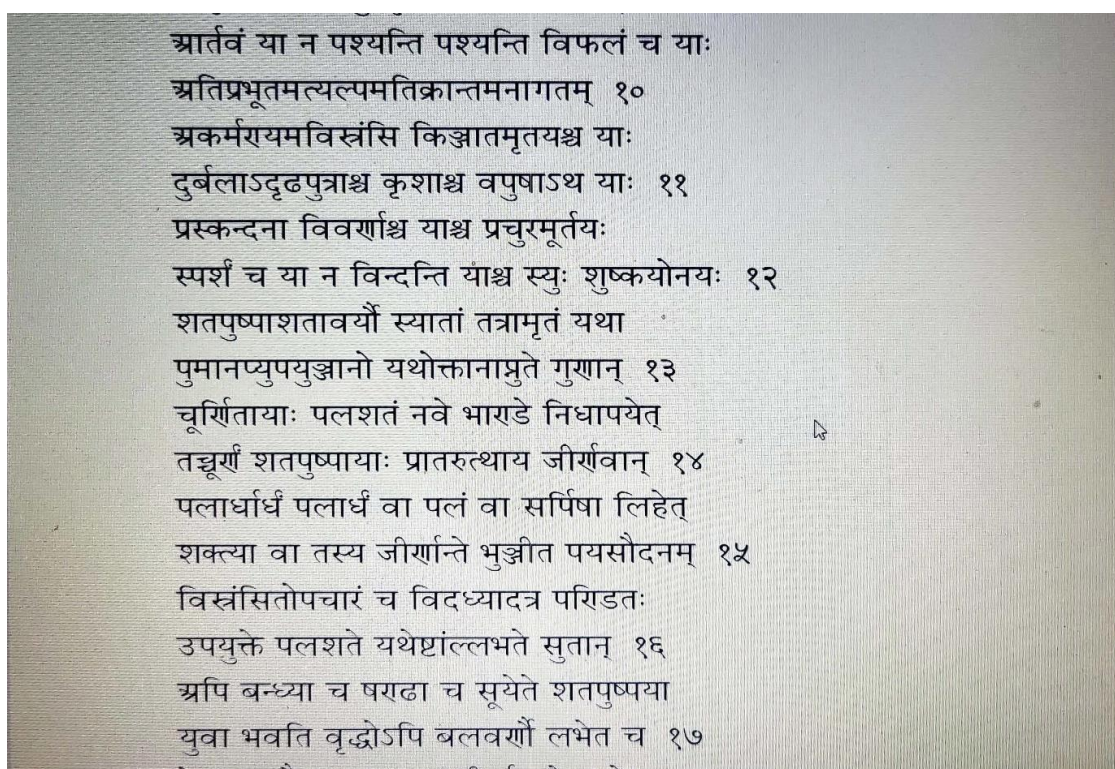 आर्तवं या न पश्यन्ति पश्यन्ति विफलं च याः
अतिप्रभूतमत्यल्पमतिक्रान्तमनागतम् १०
अकर्मण्यमविस्रंसि किञ्जातमृतयश्च याः
दुर्बलाऽदृढपुत्राश्च कृशाश्च वपुषाऽथ याः ११
प्रस्कन्दना विवर्णाश्च याश्च प्रचुरमूर्तयः
स्पर्शं च या न विन्दन्ति याश्च स्युः शुष्कयोनयः १२
शतपुष्पाशतावर्यौ स्यातां तत्रामृतं यथा
पुमानप्युपयुञ्जानो यथोक्तानाप्नुते गुणान् १३
चूर्णितायाः पलशतं नवे भाण्डे निधापयेत्
तच्चूर्णं शतपुष्पायाः प्रातरुत्थाय जीर्णवान् १४
पलार्धार्धं पलार्धं वा पलं वा सर्पिषा लिहेत्
शक्त्या वा तस्य जीर्णान्ते भुञ्जीत पयसौदनम् १५
विस्रंसितोपचारं च विदध्यादत्र पण्डितः
उपयुक्ते पलशते यथेष्टांल्लभते सुतान् १६
अपि बन्ध्या च षण्ढा च सूयेते शतपुष्पया
युवा भवति वृद्धोऽपि बलवर्णौ लभेत च १७